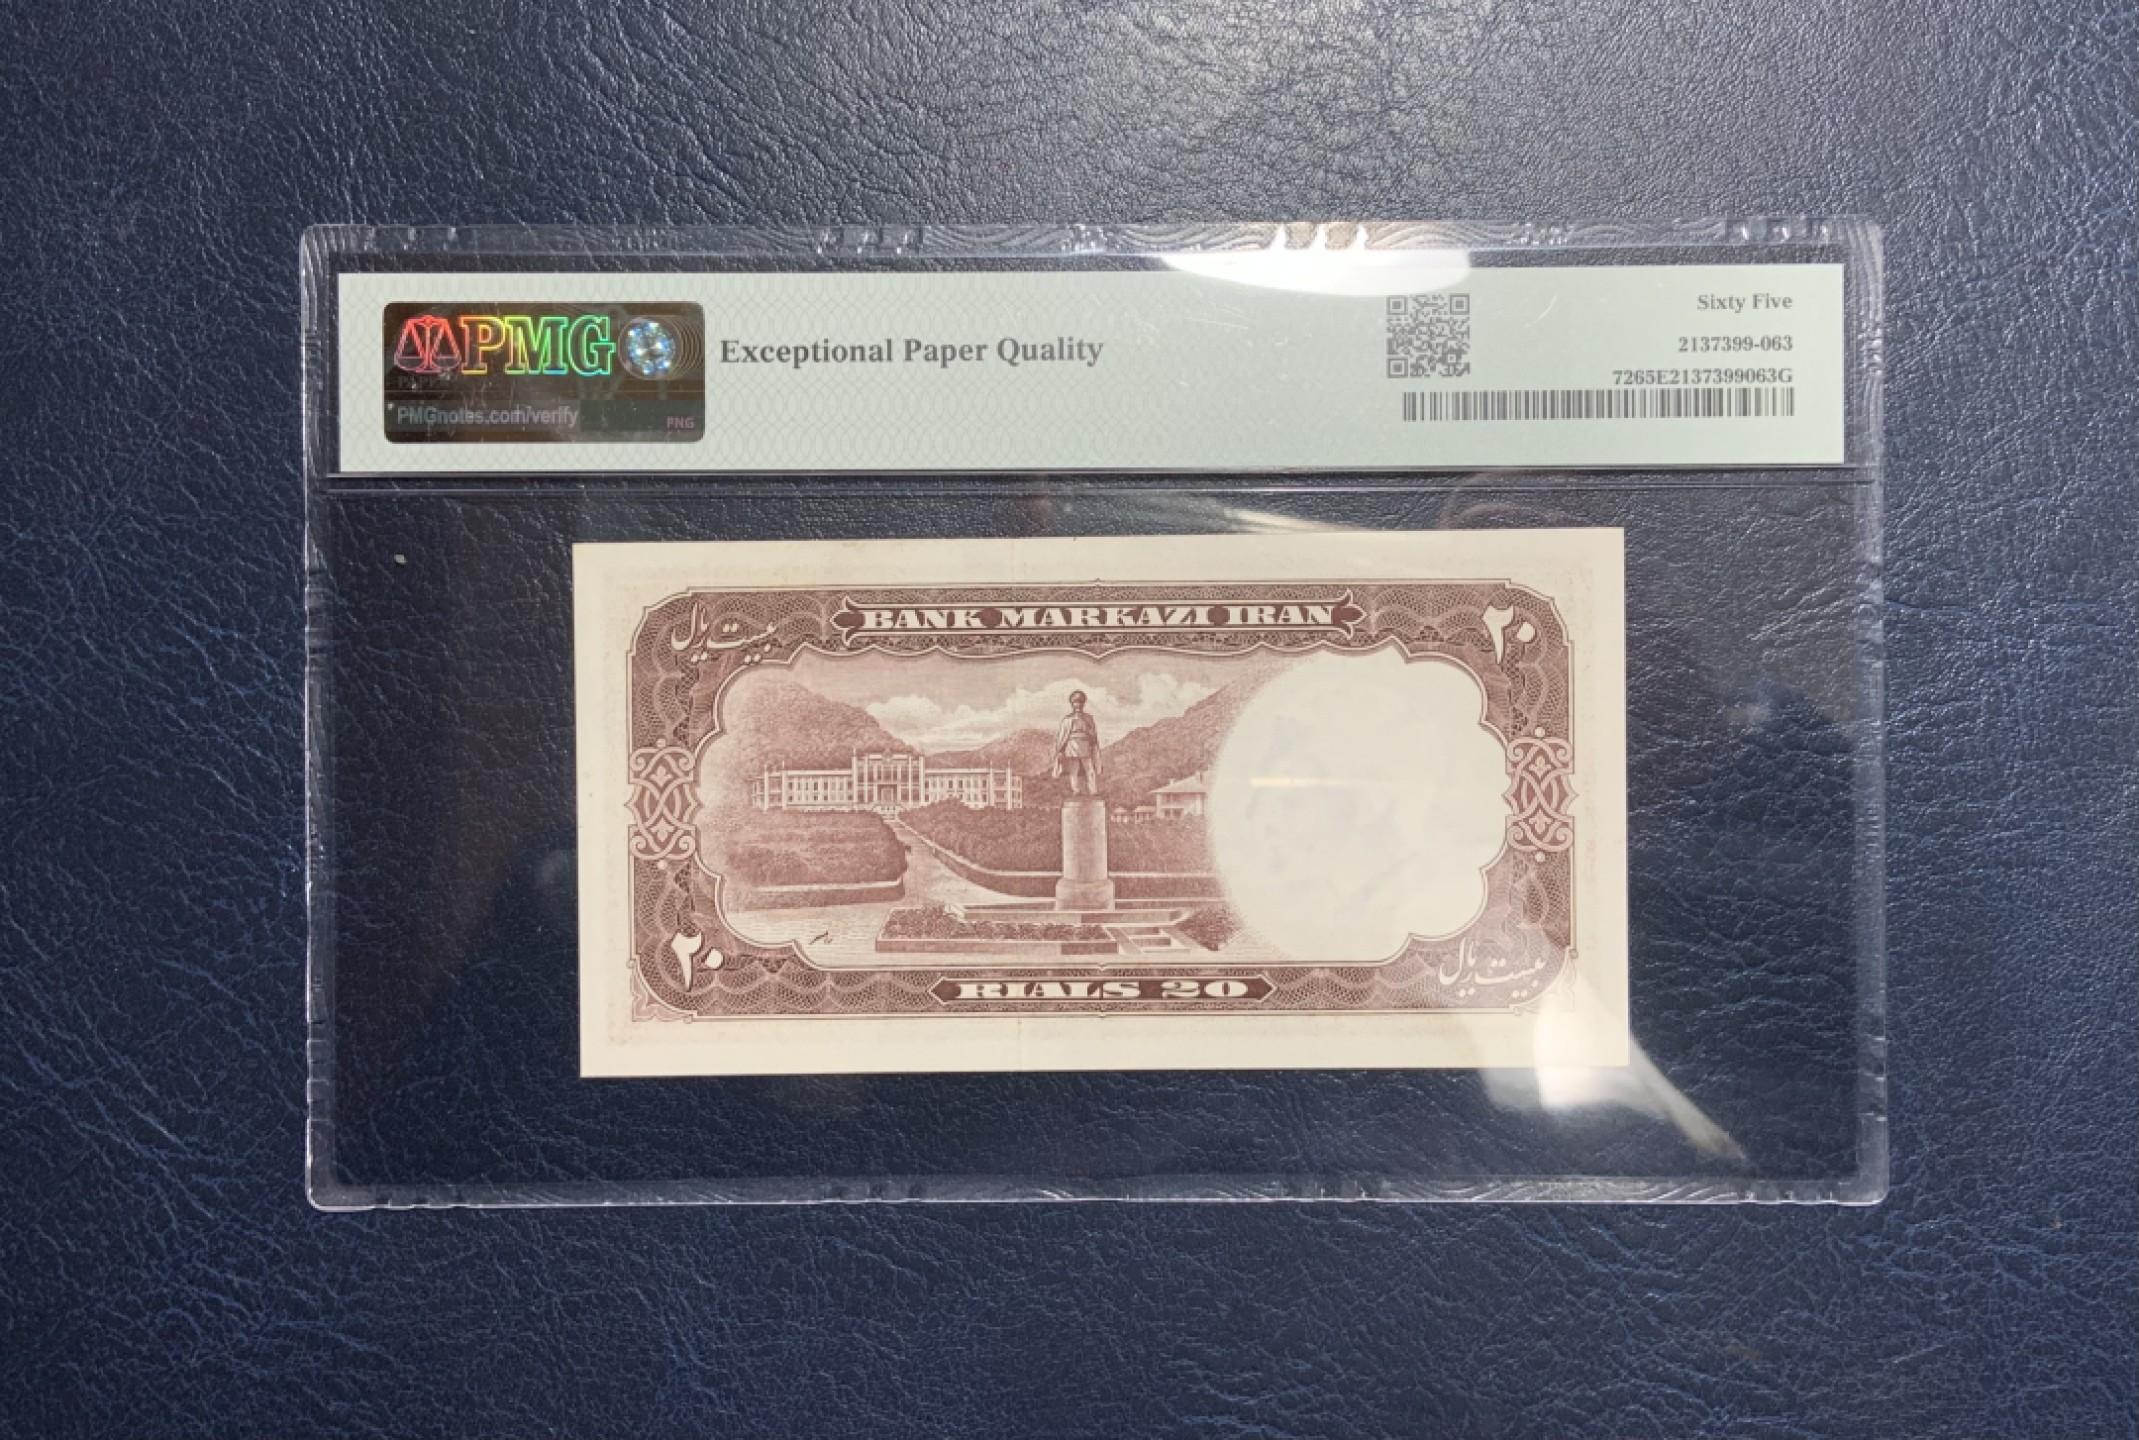 PMG
PMGnotes.com/verify
PNG
Exceptional Paper Quality
Sixty Five
2137399-063
7265E2137399063G
بیست ریال
BANK MARKAZI IRAN
۲۰
۲۰
RIALS 20
بیست ریال